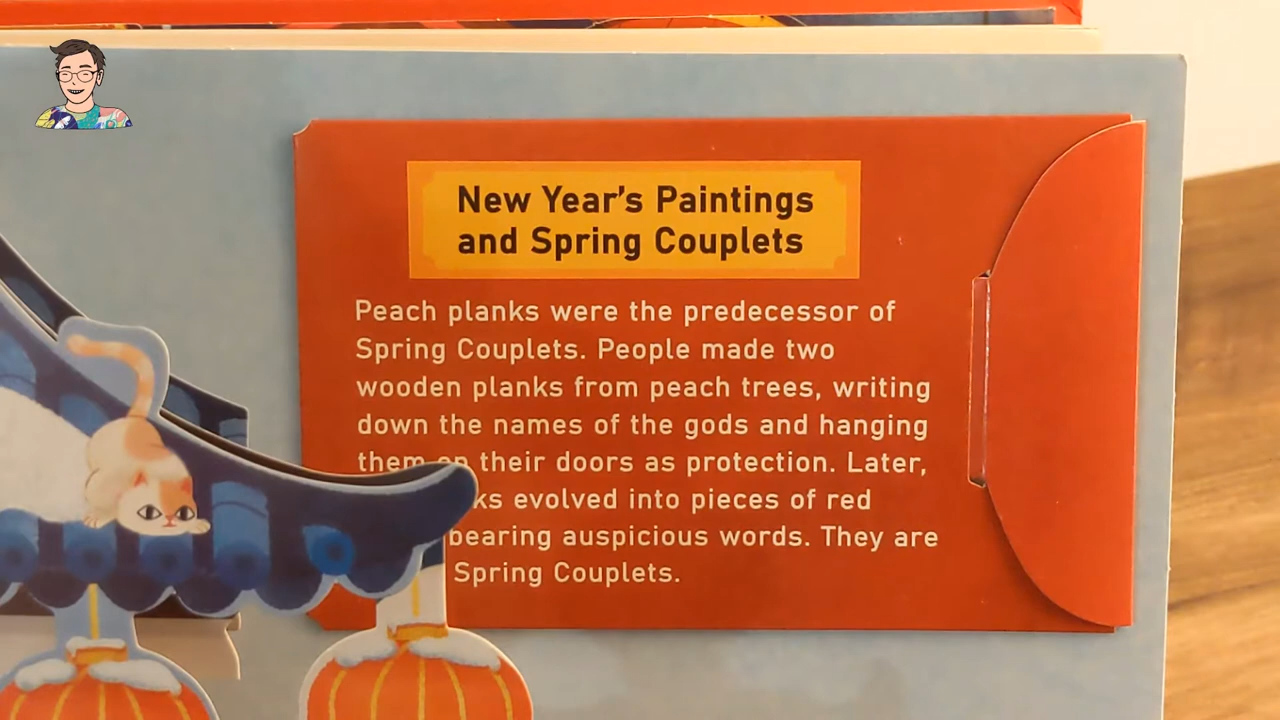 New Year's Paintings
and Spring Couplets
Peach planks were the predecessor of
Spring Couplets. People made two
wooden planks from peach trees, writing
down the names of the gods and hanging
them on their doors as protection. Later,
evolved into pieces of red
bearing auspicious words. They are
Spring Couplets.